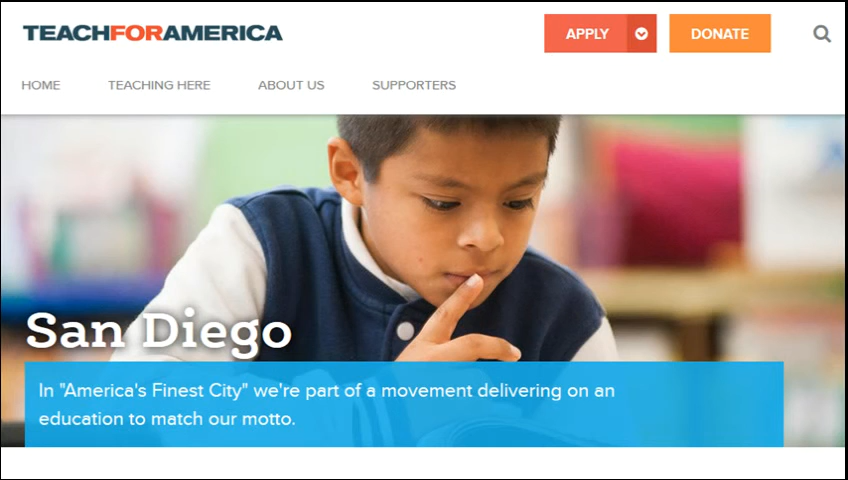 TEACHFORAMERICA
APPLY
DONATE
HOME
TEACHING HERE
ABOUT US
SUPPORTERS
San Diego
In "America's Finest City" we're part of a movement delivering on an
education to match our motto.